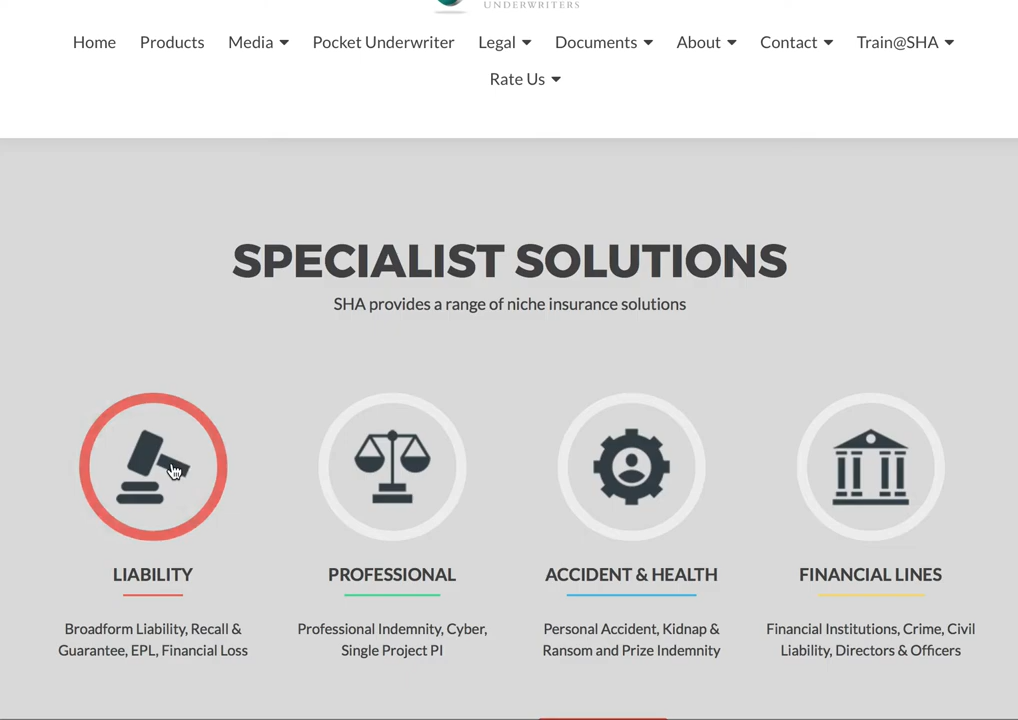 UNDERWRITERS
Home Products Media Pocket Underwriter Legal Documents About Contact Train@SHA
Rate Us
SPECIALIST SOLUTIONS
SHA provides a range of niche insurance solutions
LIABILITY PROFESSIONAL ACCIDENT & HEALTH FINANCIAL LINES
Broadform Liability, Recall & Professional Indemnity, Cyber, Personal Accident, Kidnap & Financial Institutions, Crime, Civil
Guarantee, EPL, Financial Loss Single Project PI Ransom and Prize Indemnity Liability, Directors & Officers